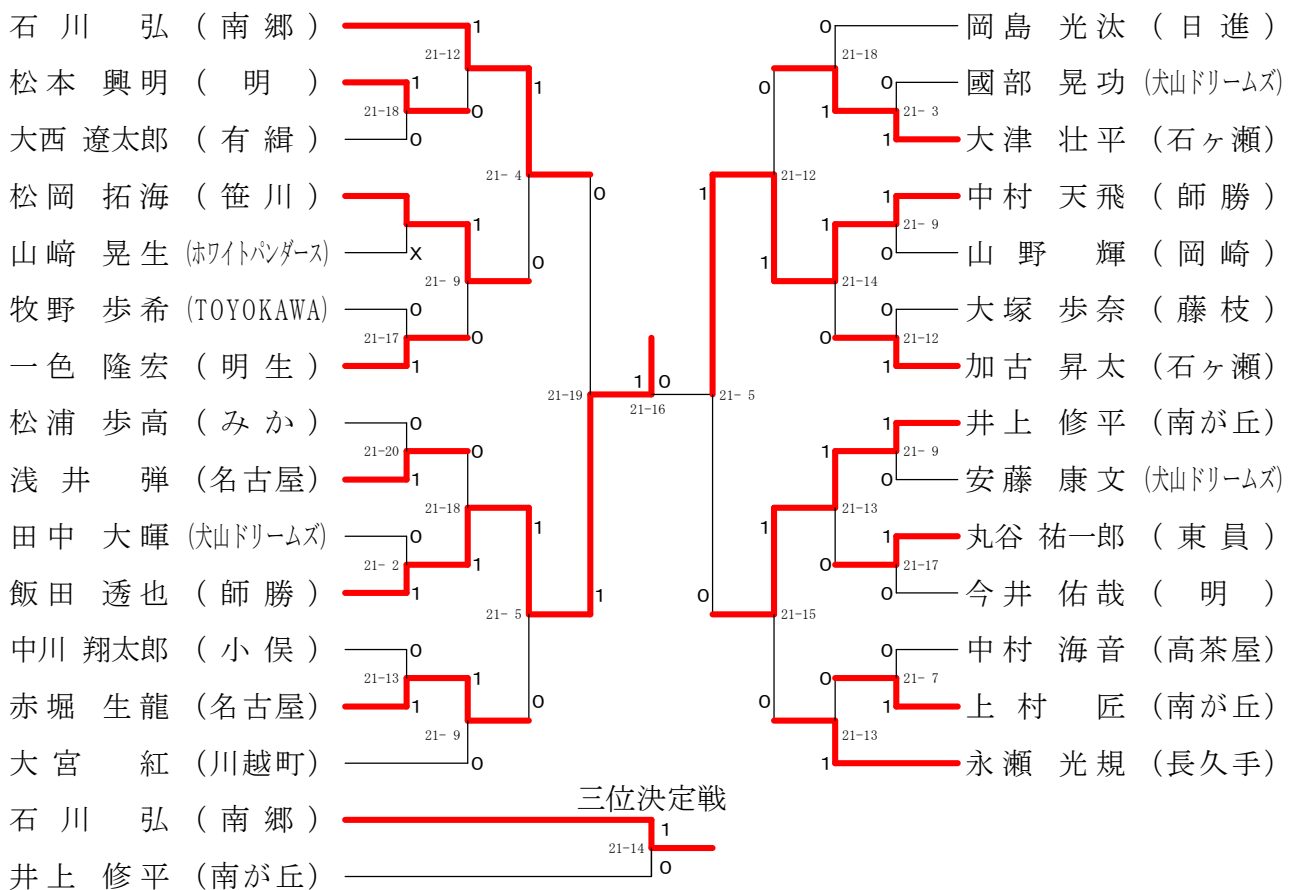 石川 弘 (南郷) 1 0 岡島 光汰 (日進)
21-12 21-18
松本 興明 (明) 1 1 0 0 國部 晃功 (犬山ドリームズ)
21-18 0 1 21- 3
大西 遼太郎 (有緝) 0 1 大津 壮平 (石ヶ瀬)
21- 4 0 1 21-12
松岡 拓海 (笹川) 1 中村 天飛 (師勝)
1 1 21- 9
山﨑 晃生 (ホワイトパンダース) x 0 1 0 山野 輝 (岡崎)
21- 9 21-14
牧野 歩希 (TOYOKAWA) 0 0 大塚 歩奈 (藤枝)
21-17 0 0 21-12
一色 隆宏 (明生) 1 1 加古 昇太 (石ヶ瀬)
1 0
21-19 21-16 21- 5
松浦 歩高 (みか) 0 1 井上 修平 (南が丘)
21-20 0 1 21- 9
浅井 弾 (名古屋) 1 0 安藤 康文 (犬山ドリームズ)
21-18 21-13
田中 大暉 (犬山ドリームズ) 0 1 1 1 丸谷 祐一郎 (東員)
21- 2 1 0 21-17
飯田 透也 (師勝) 1 1 0 0 今井 佑哉 (明)
21- 5 21-15
中川 翔太郎 (小俣) 0 0 中村 海音 (高茶屋)
21-13 1 0 21- 7
赤堀 生龍 (名古屋) 1 0 0 1 上村 匠 (南が丘)
21- 9 21-13
大宮 紅 (川越町) 0 1 永瀬 光規 (長久手)
三位決定戦
石川 弘 (南郷) 1
21-14
井上 修平 (南が丘) 0